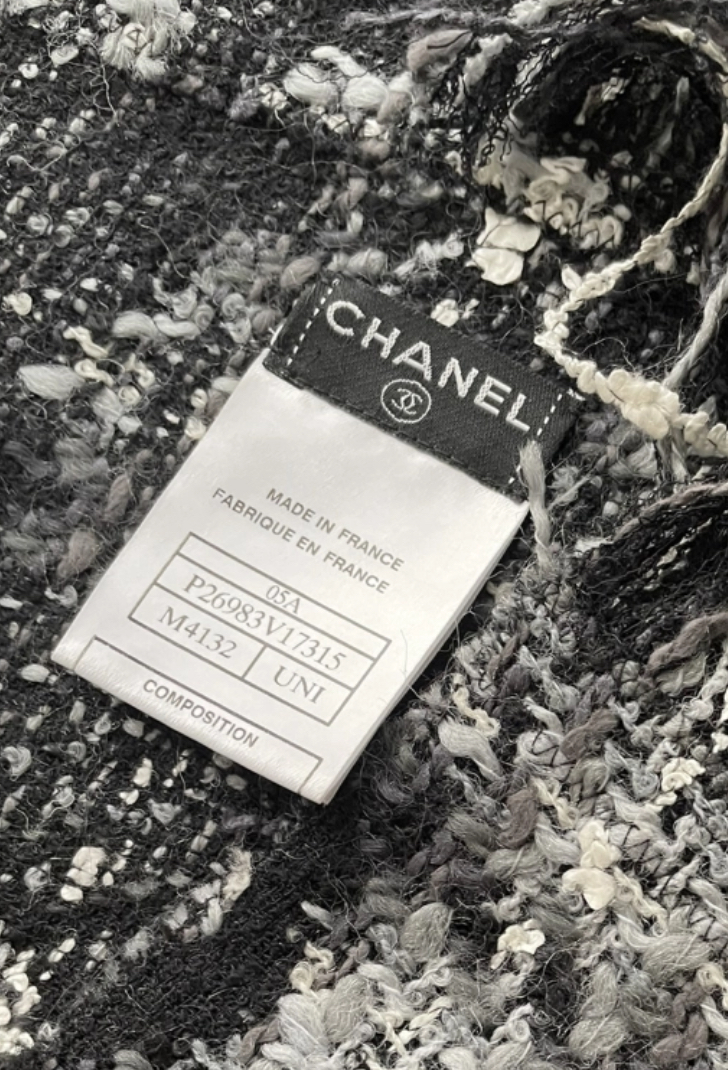 CHANEL
MADE IN FRANCE
FABRIQUE EN FRANCE
05A
P26983V17315
M4132 UNI
COMPOSITION